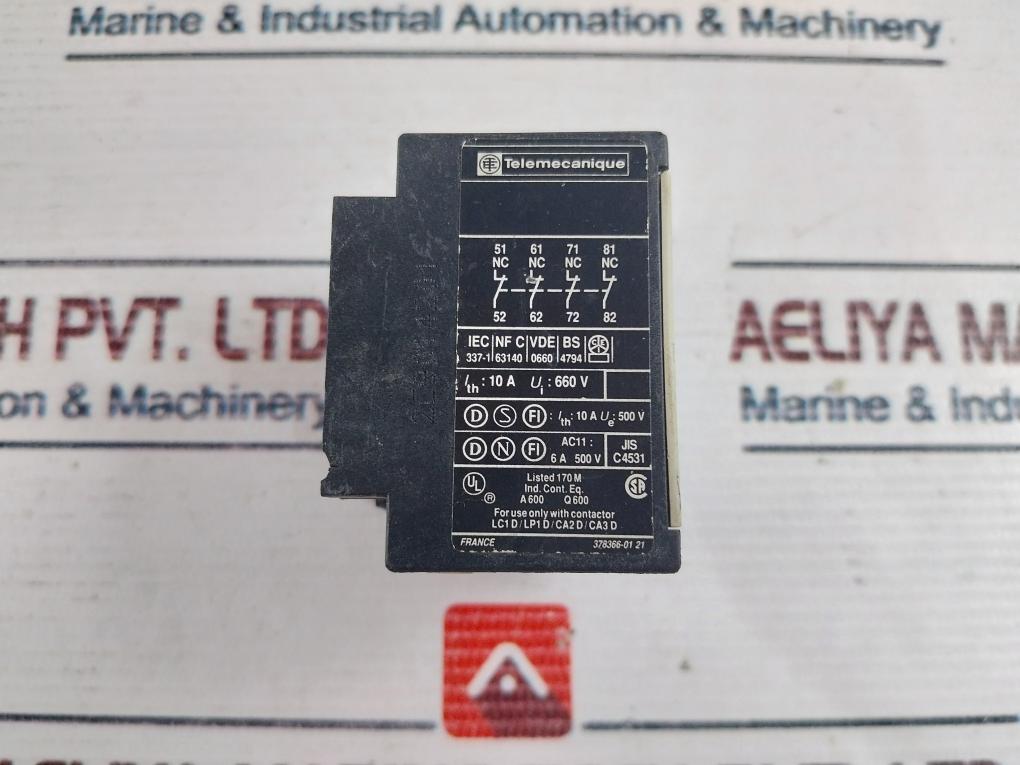 Marine & Industrial Automation & Machinery
H PVT. LTD
on & Machinery
AELIYA MA
Marine & Indu
Telemecanique
51 61 71 81
NC NC NC NC
52 62 72 82
IEC NF C VDE BS
337-1 63140 0660 4794
Ith : 10 A Ui : 660 V
D S FI : Ith : 10 A Ue : 500 V
D N FI AC11 : JIS
6 A 500 V C4531
UL ® Listed 170 M
Ind. Cont. Eq.
A 600 Q 600
For use only with contactor
LC1 D / LP1 D / CA2 D / CA3 D
FRANCE 378366-01 21